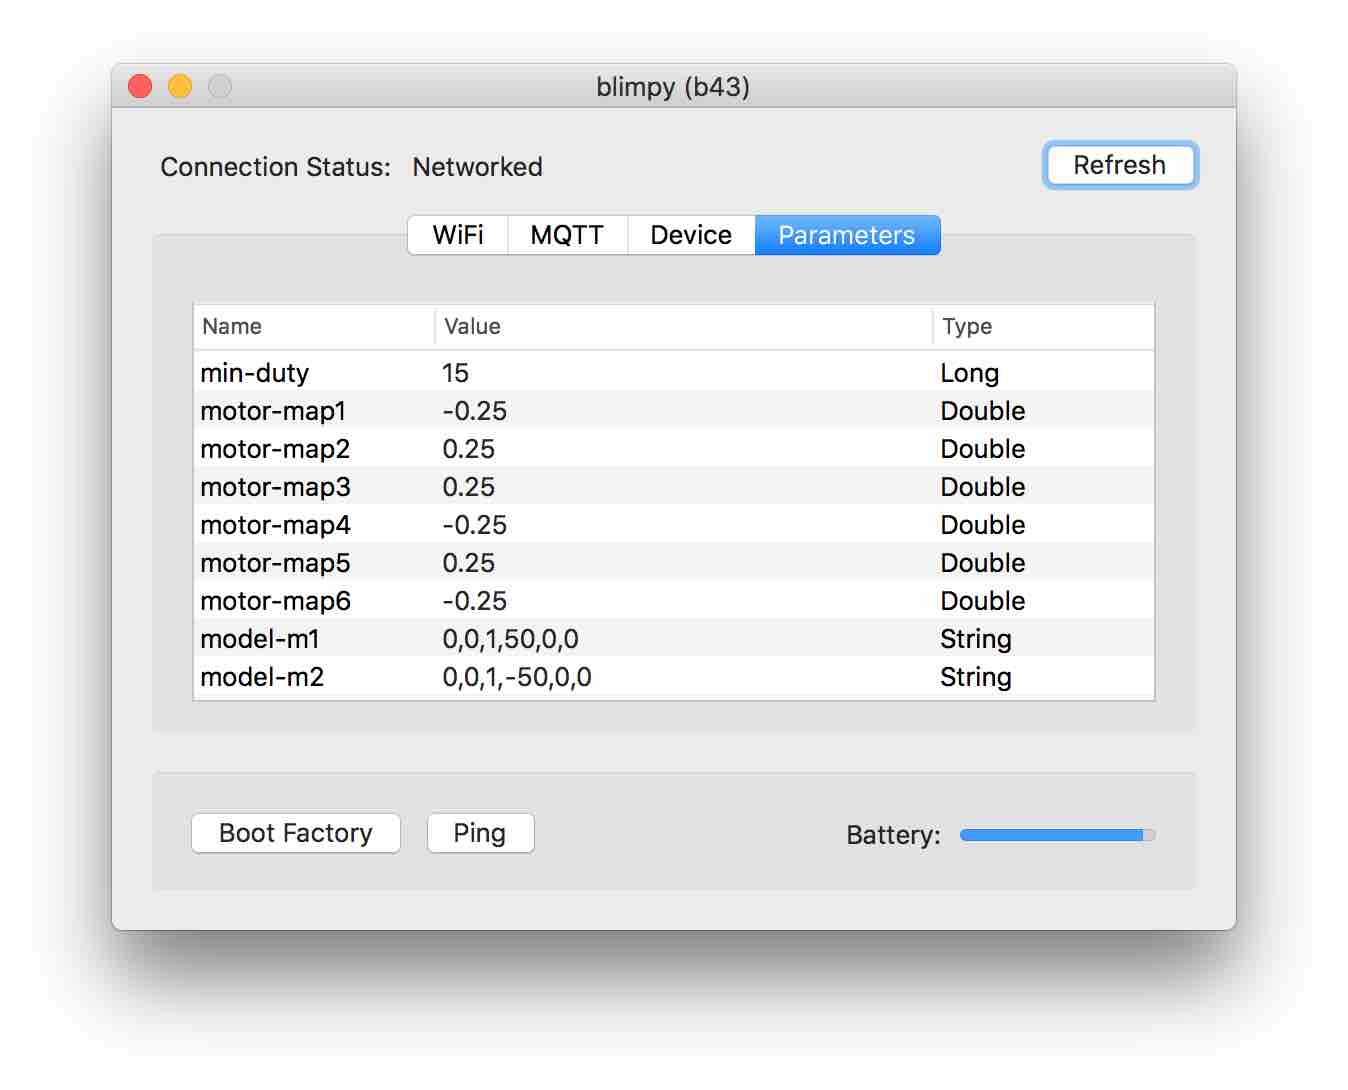 blimpy (b43)
Connection Status: Networked
Refresh
WiFi MQTT Device Parameters
Name Value Type
min-duty 15 Long
motor-map1 -0.25 Double
motor-map2 0.25 Double
motor-map3 0.25 Double
motor-map4 -0.25 Double
motor-map5 0.25 Double
motor-map6 -0.25 Double
model-m1 0,0,1,50,0,0 String
model-m2 0,0,1,-50,0,0 String
Boot Factory Ping Battery: